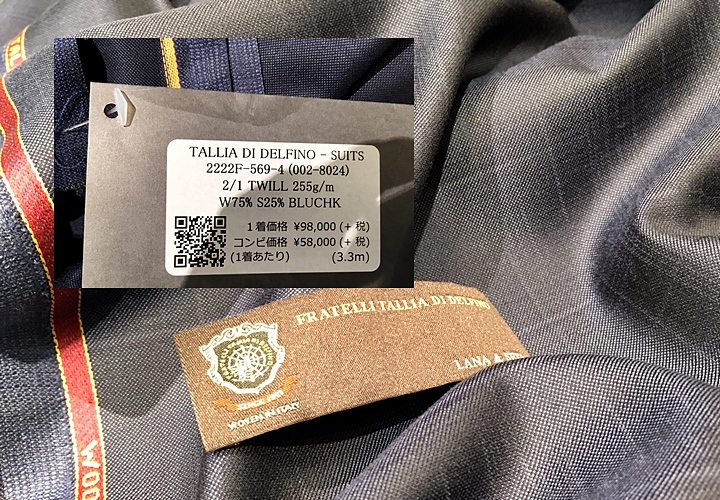 TALLIA DI DELFINO - SUITS
2222F-569-4 (002-8024)
2/1 TWILL 255g/m
W75% S25% BLUCHK
1着価格 ¥98,000 (+ 税)
コンビ価格 ¥58,000 (+ 税)
(1着あたり) (3.3m)
FRATELLI TALLIA DI DELFINO
LANA &
WOVEN IN ITALY